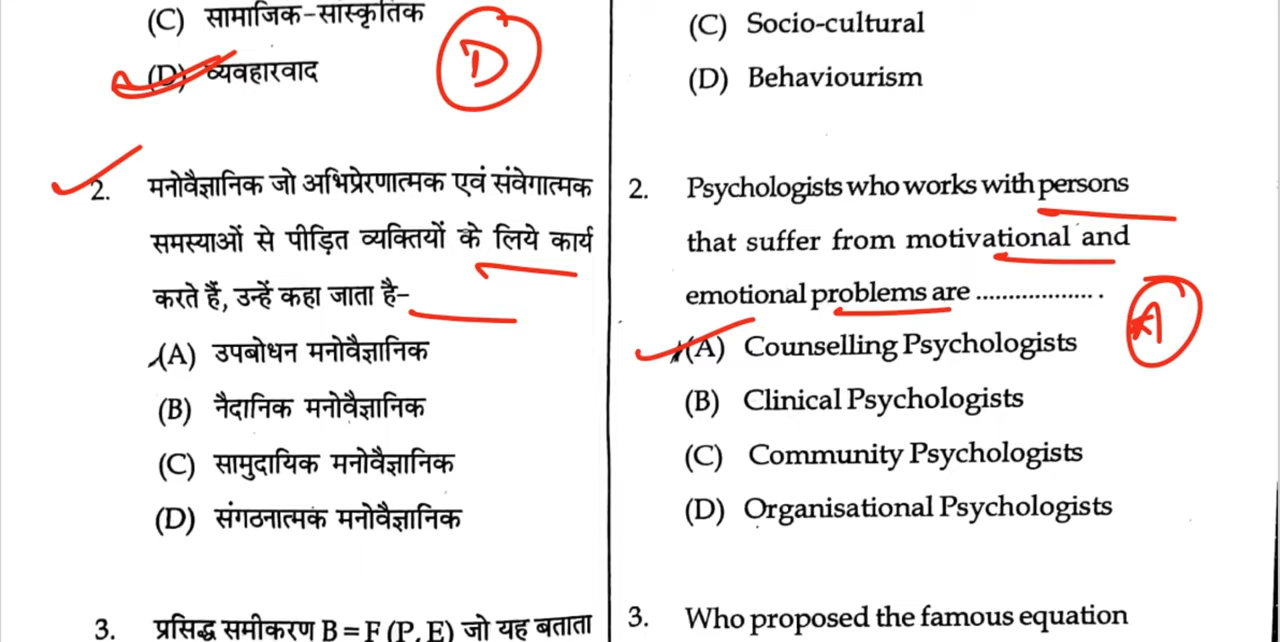 (C) सामाजिक-सांस्कृतिक
(D) व्यवहारवाद
D
2. मनोवैज्ञानिक जो अभिप्रेरणात्मक एवं संवेगात्मक
समस्याओं से पीड़ित व्यक्तियों के लिये कार्य
करते हैं, उन्हें कहा जाता है-
(A) उपबोधन मनोवैज्ञानिक
(B) नैदानिक मनोवैज्ञानिक
(C) सामुदायिक मनोवैज्ञानिक
(D) संगठनात्मक मनोवैज्ञानिक
3. प्रसिद्ध समीकरण B = F (P, E) जो यह बताता
(C) Socio-cultural
(D) Behaviourism
2. Psychologists who works with persons
that suffer from motivational and
emotional problems are ................... .
(A) Counselling Psychologists
A
(B) Clinical Psychologists
(C) Community Psychologists
(D) Organisational Psychologists
3. Who proposed the famous equation